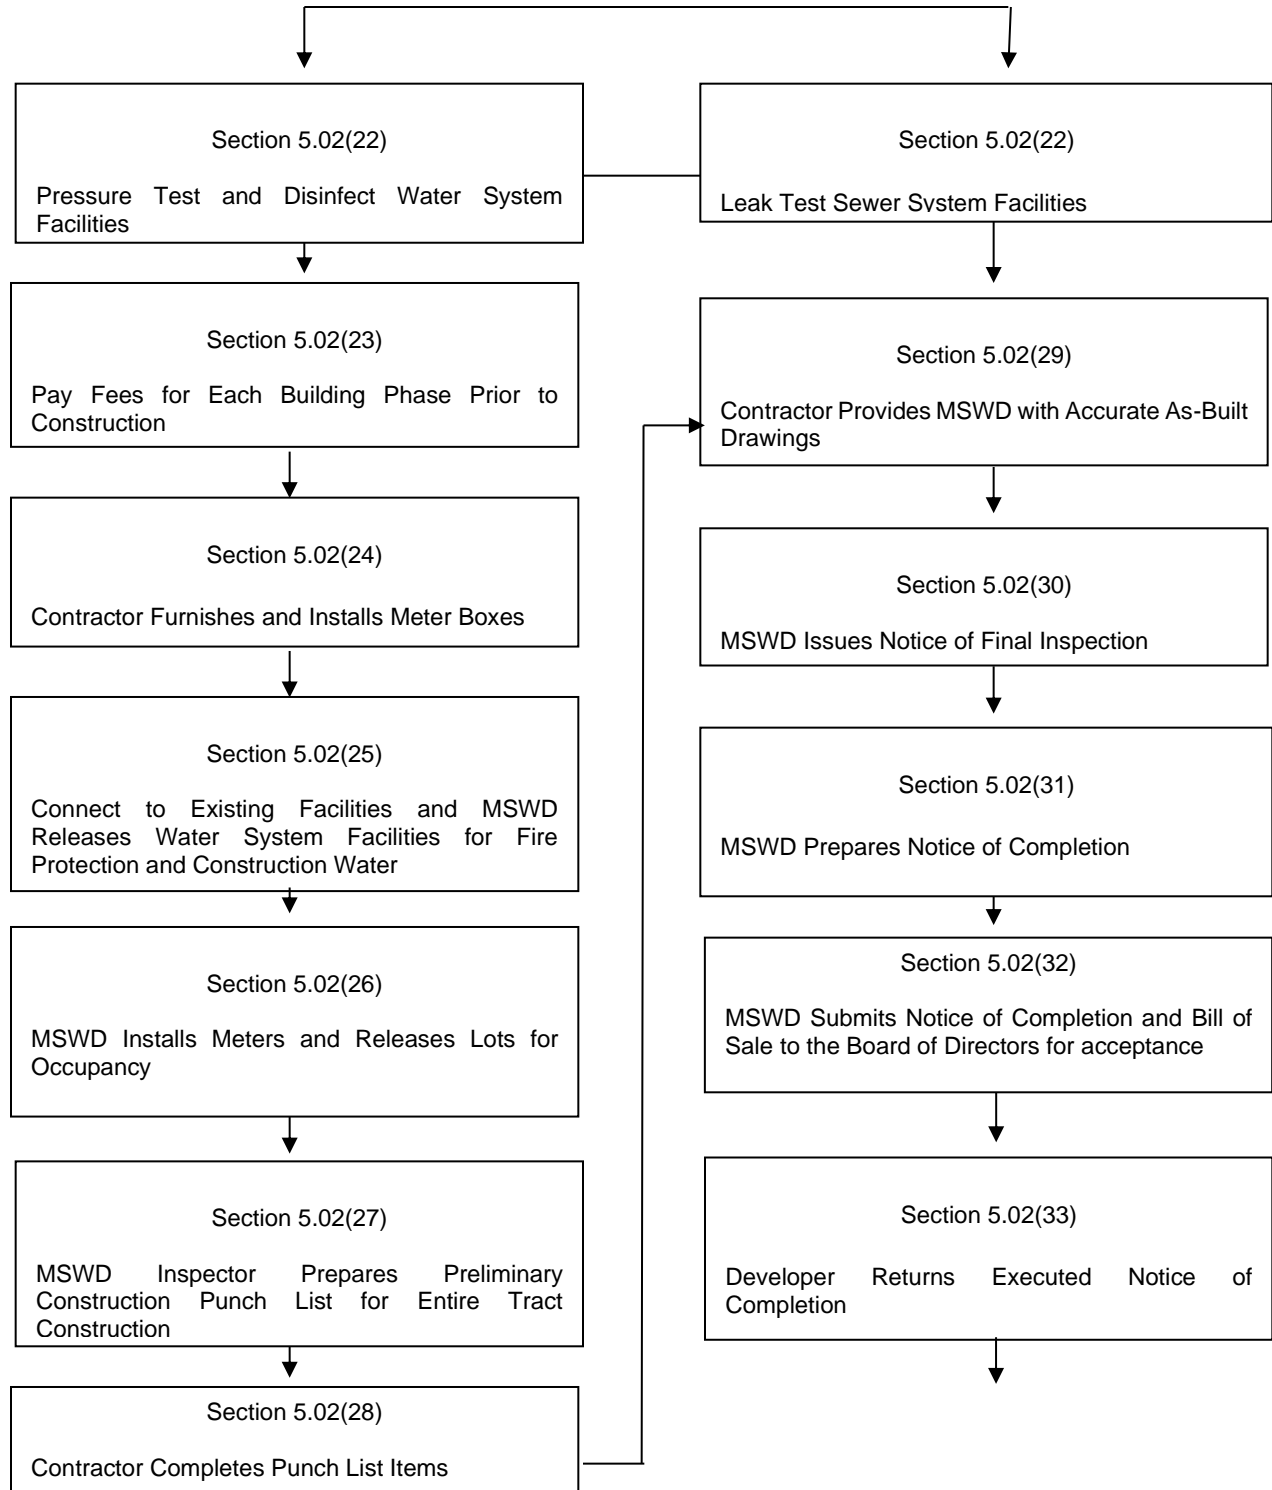 Section 5.02(22)
Pressure Test and Disinfect Water System
Facilities
Section 5.02(23)
Pay Fees for Each Building Phase Prior to
Construction
Section 5.02(24)
Contractor Furnishes and Installs Meter Boxes
Section 5.02(25)
Connect to Existing Facilities and MSWD
Releases Water System Facilities for Fire
Protection and Construction Water
Section 5.02(26)
MSWD Installs Meters and Releases Lots for
Occupancy
Section 5.02(27)
MSWD Inspector Prepares Preliminary
Construction Punch List for Entire Tract
Construction
Section 5.02(28)
Contractor Completes Punch List Items
Section 5.02(22)
Leak Test Sewer System Facilities
Section 5.02(29)
Contractor Provides MSWD with Accurate As-Built
Drawings
Section 5.02(30)
MSWD Issues Notice of Final Inspection
Section 5.02(31)
MSWD Prepares Notice of Completion
Section 5.02(32)
MSWD Submits Notice of Completion and Bill of
Sale to the Board of Directors for acceptance
Section 5.02(33)
Developer Returns Executed Notice of
Completion